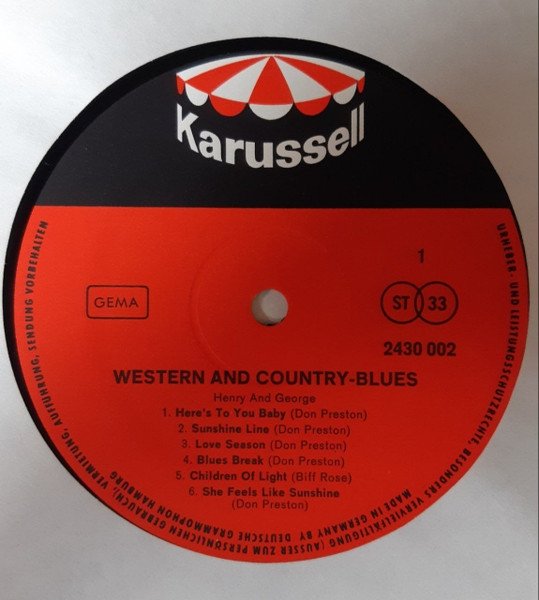 Karussell
1
GEMA
ST 33
2430 002
WESTERN AND COUNTRY-BLUES
Henry And George
1. Here's To You Baby (Don Preston)
2. Sunshine Line (Don Preston)
3. Love Season (Don Preston)
4. Blues Break (Don Preston)
5. Children Of Light (Biff Rose)
6. She Feels Like Sunshine
(Don Preston)
URHEBER- UND LEISTUNGSSCHUTZRECHTE, BESONDERS VERVIELFÄLTIGUNG (AUSSER ZUM PERSÖNLICHEN GEBRAUCH), VERMIETUNG, AUFFÜHRUNG, SENDUNG VORBEHALTEN
MADE IN GERMANY BY DEUTSCHE GRAMMOPHON HAMBURG